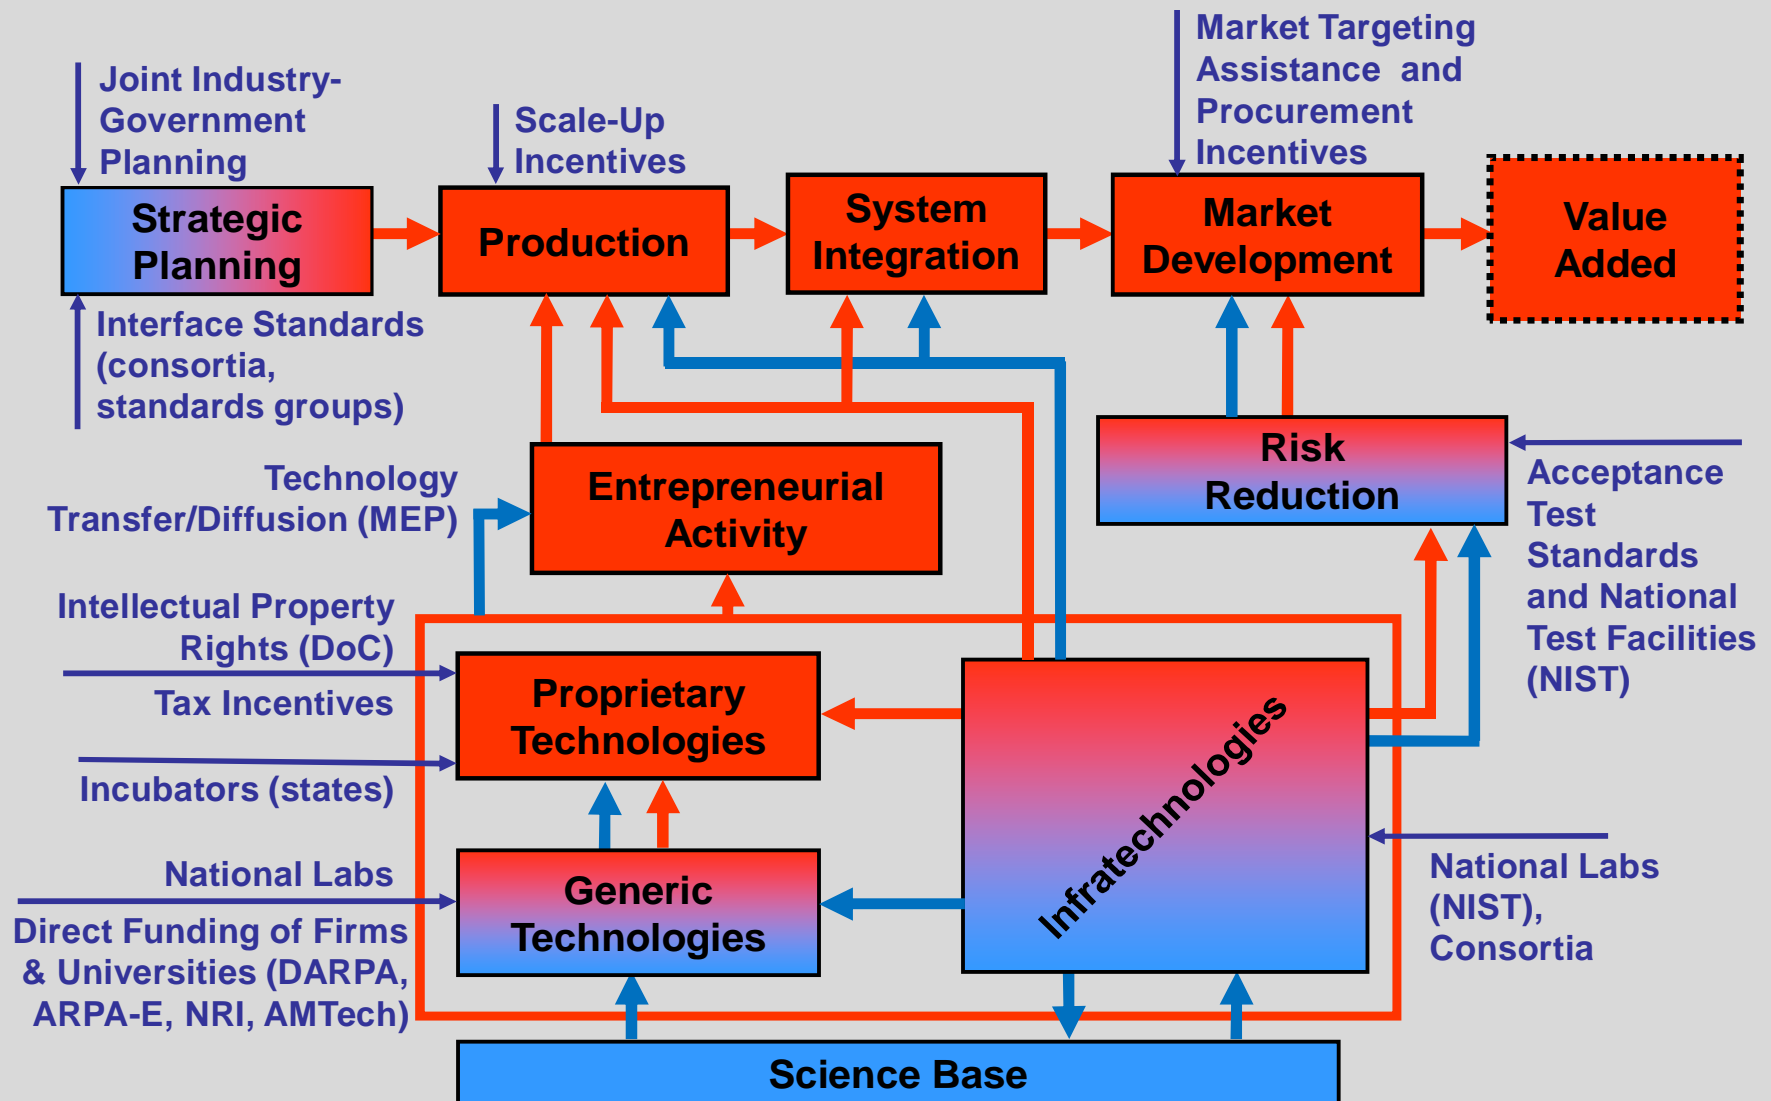 Joint Industry-
Government
Planning
Scale-Up
Incentives
Market Targeting
Assistance and
Procurement
Incentives
Strategic
Planning
Production
System
Integration
Market
Development
Value
Added
Interface Standards
(consortia,
standards groups)
Technology
Transfer/Diffusion (MEP)
Entrepreneurial
Activity
Risk
Reduction
Acceptance
Test
Standards
and National
Test Facilities
(NIST)
Intellectual Property
Rights (DoC)
Tax Incentives
Incubators (states)
Proprietary
Technologies
Infratechnologies
National Labs
Direct Funding of Firms
& Universities (DARPA,
ARPA-E, NRI, AMTech)
Generic
Technologies
National Labs
(NIST),
Consortia
Science Base